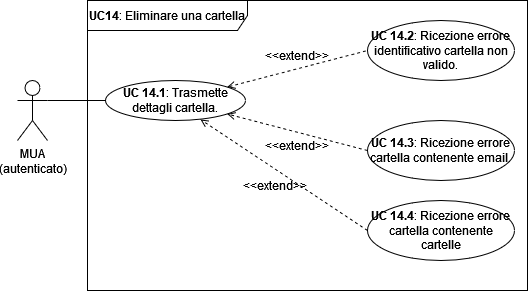 UC14: Eliminare una cartella
UC 14.2: Ricezione errore
identificativo cartella non
valido.
<<extend>>
UC 14.1: Trasmette
dettagli cartella.
MUA
(autenticato)
<<extend>>
UC 14.3: Ricezione errore
cartella contenente email.
<<extend>>
UC 14.4: Ricezione errore
cartella contenente
cartelle